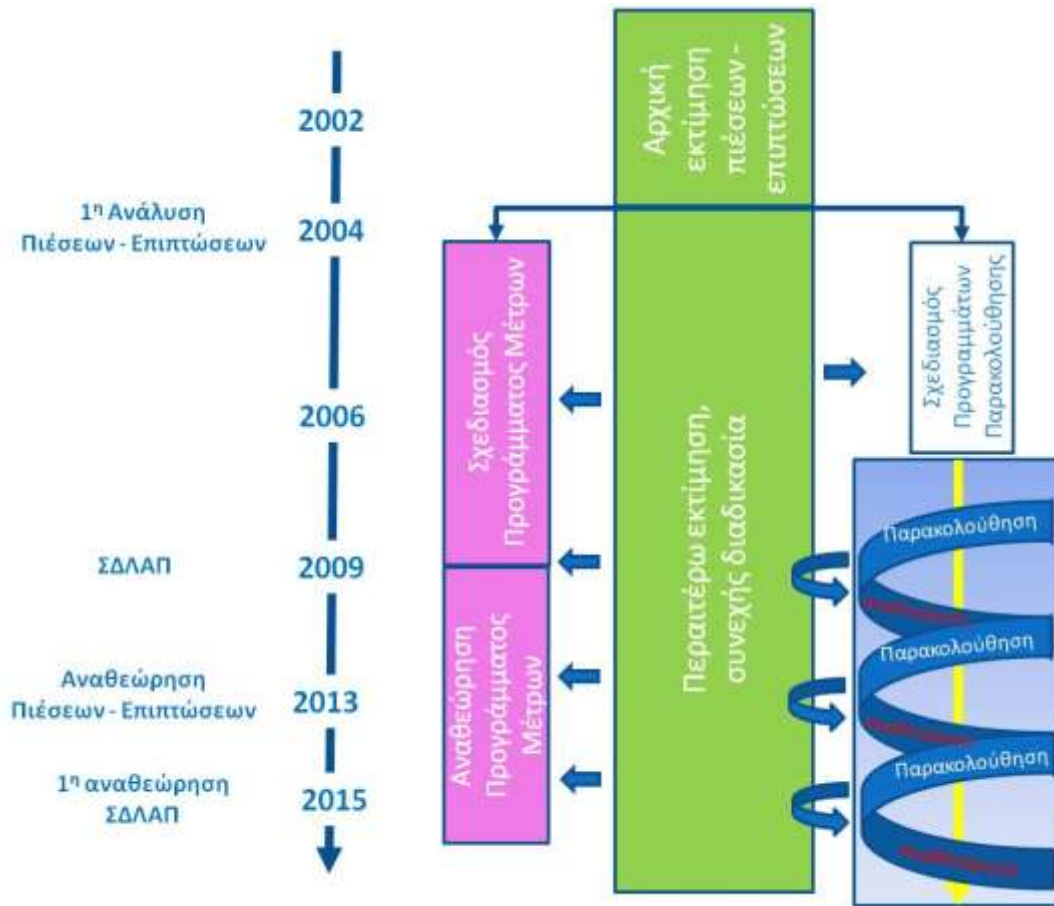 2002
1η Ανάλυση
Πιέσεων - Επιπτώσεων
2004
2006
ΣΔΛΑΠ
2009
Αναθεώρηση
Πιέσεων - Επιπτώσεων
2013
1η αναθεώρηση
ΣΔΛΑΠ
2015
Σχεδιασμός
Προγράμματος Μέτρων
Αναθεώρηση
Προγράμματος
Μέτρων
Αρχική
εκτίμηση
πιέσεων -
επιπτώσεων
Περαιτέρω εκτίμηση,
συνεχής διαδικασία
Σχεδιασμός
Προγραμμάτων
Παρακολούθησης
Παρακολούθηση
Παρακολούθηση
Παρακολούθηση